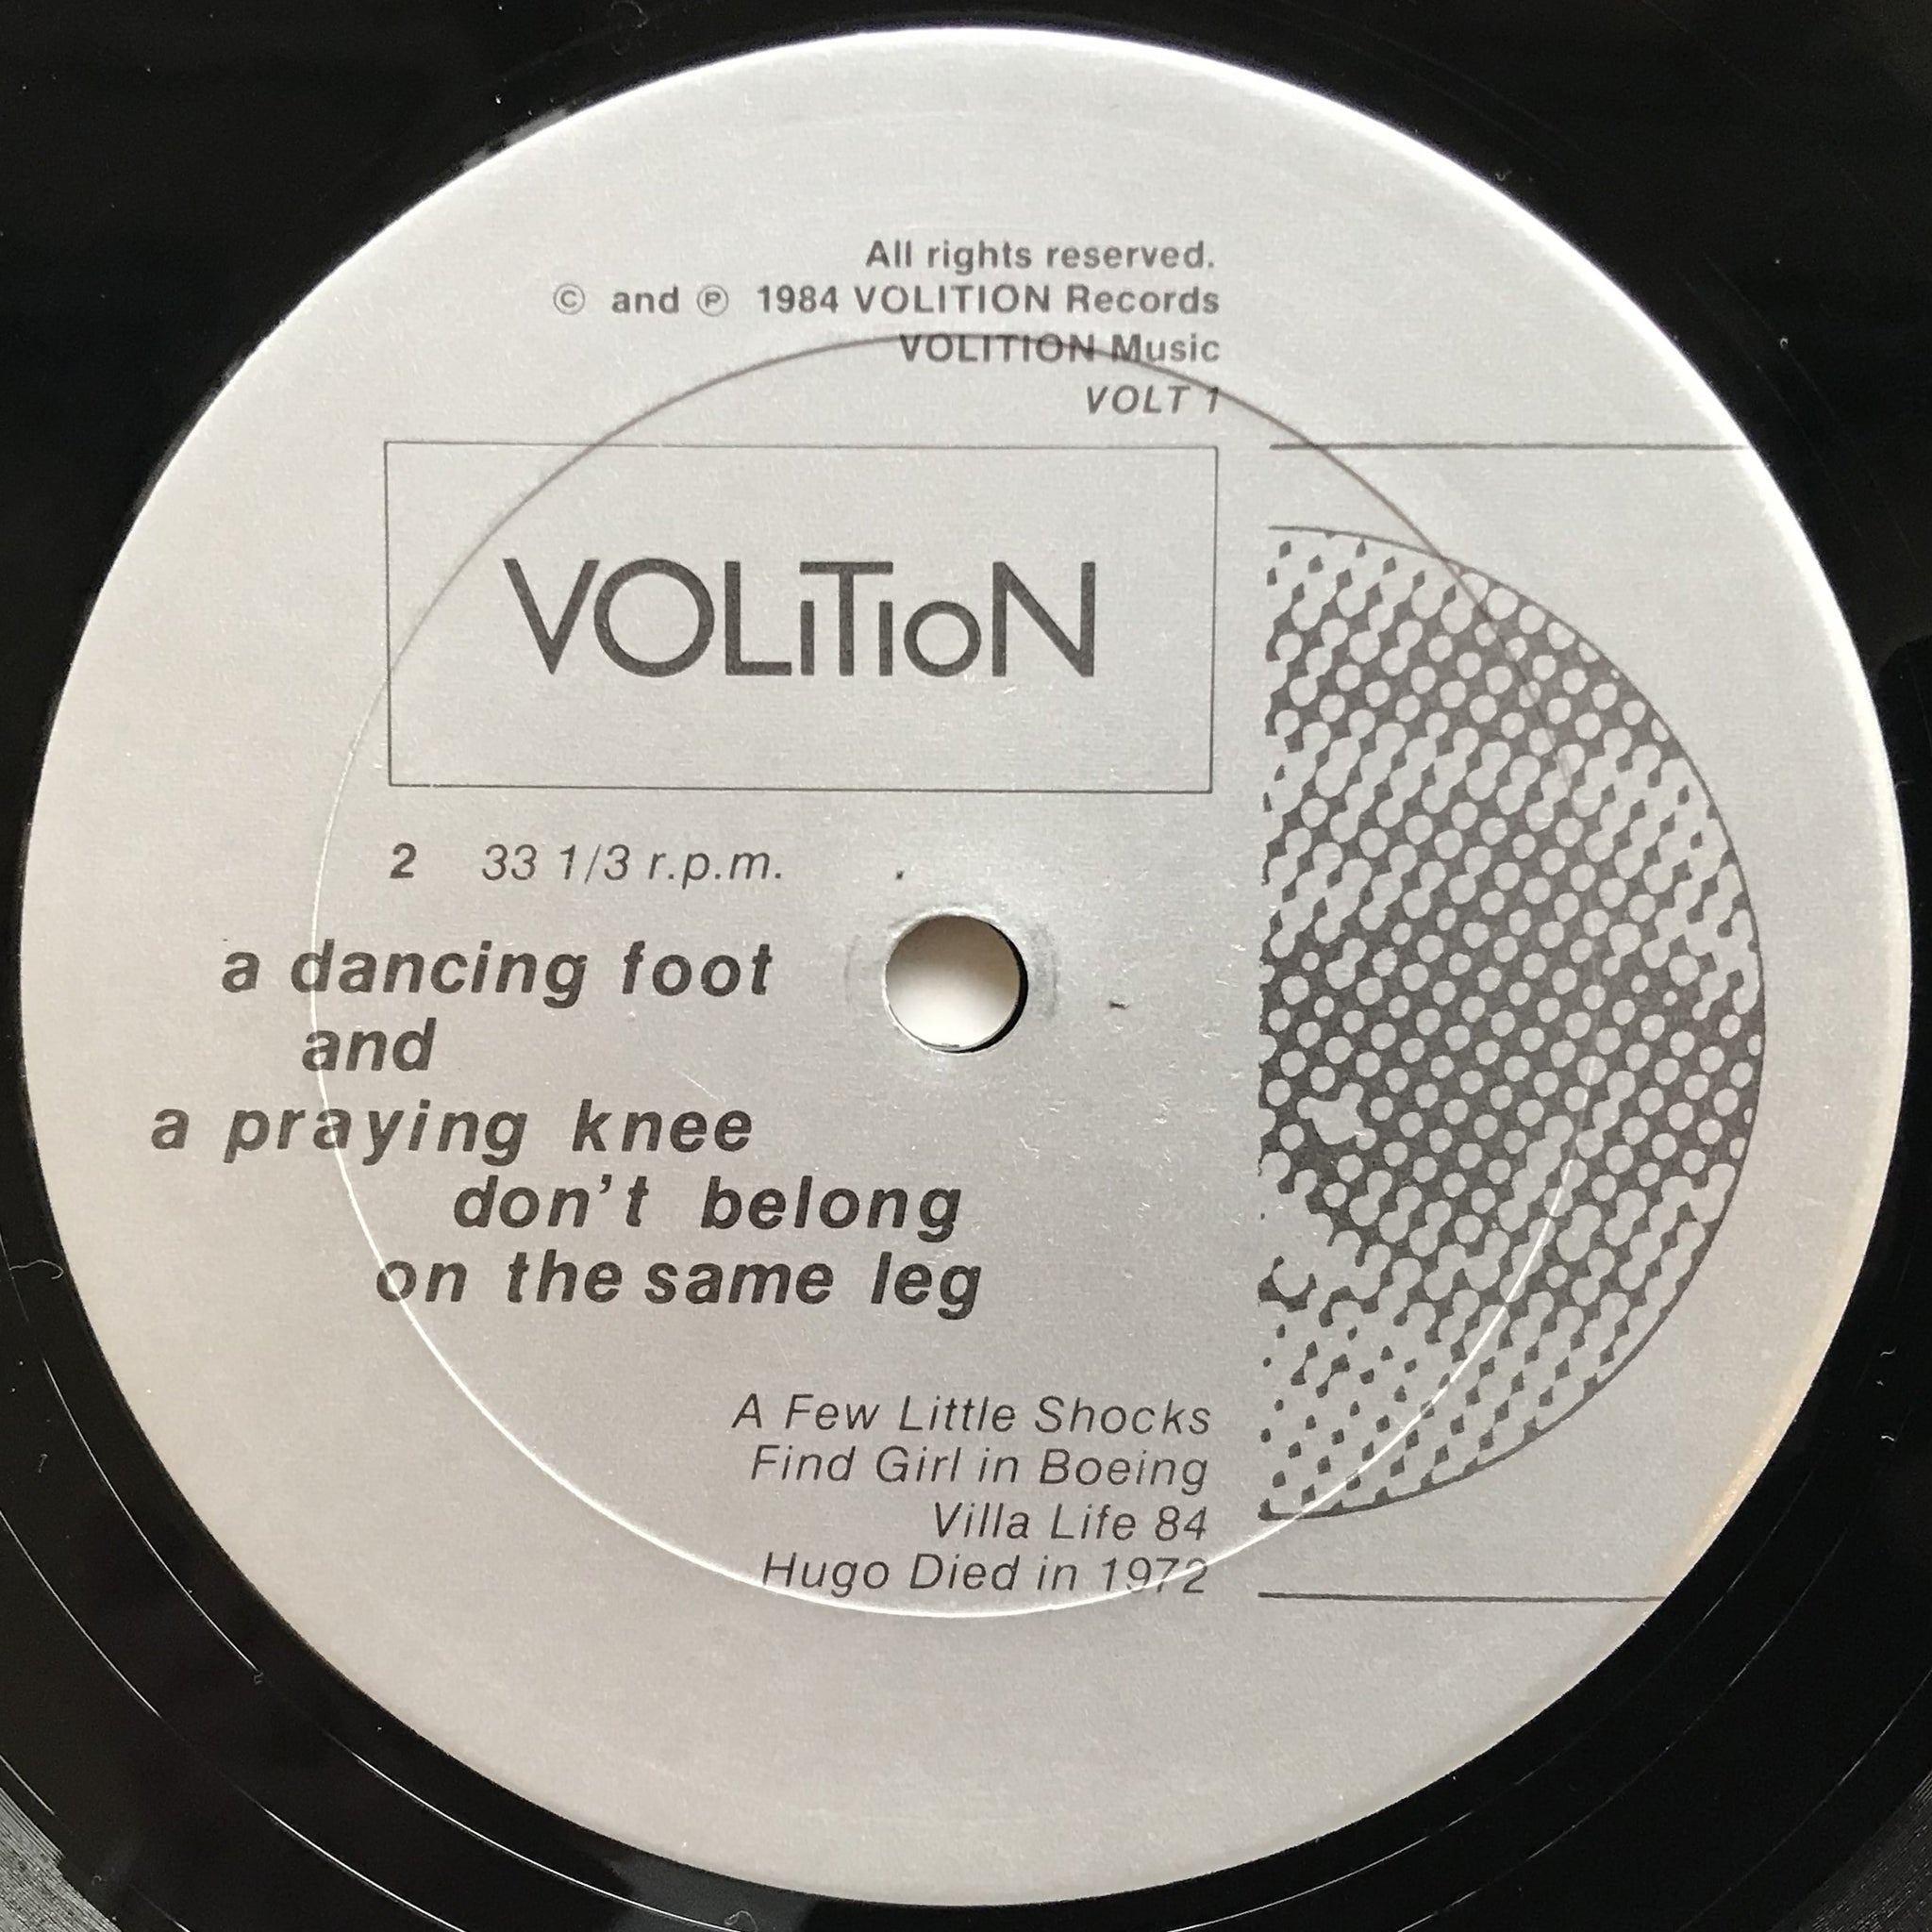 All rights reserved.
© and ℗ 1984 VOLITION Records
VOLITION Music
VOLT 1
VOLiTioN
2 33 1/3 r.p.m.
a dancing foot
and
a praying knee
don't belong
on the same leg
A Few Little Shocks
Find Girl in Boeing
Villa Life 84
Hugo Died in 1972